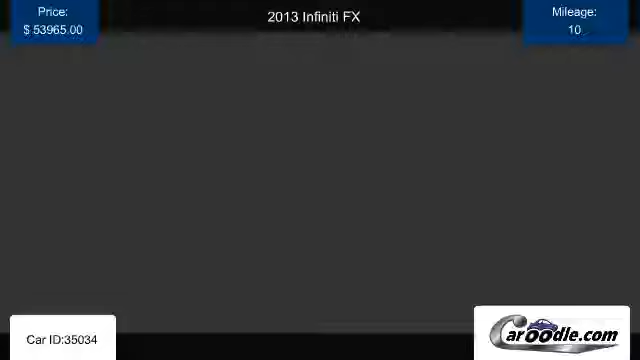 Price:
$ 53965.00
2013 Infiniti FX
Mileage:
10
Car ID:35034
Caroodle.com